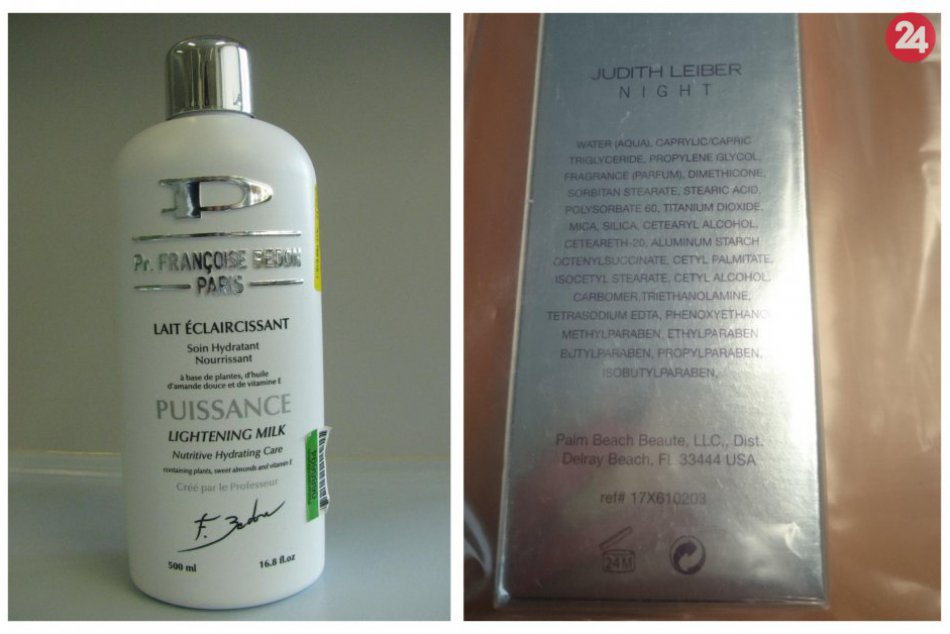 P
Pr. FRANÇOISE BEDON
PARIS
LAIT ÉCLAIRCISSANT
Soin Hydratant
Nourrissant
à base de plantes, d'huile
d'amande douce et de vitamine E
PUISSANCE
LIGHTENING MILK
Nutritive Hydrating Care
containing plants, sweet almonds and vitamin E
Créé par le Professeur
F. Bedon
500 ml
16.8 fl.oz
24
JUDITH LEIBER
NIGHT
WATER (AQUA), CAPRYLIC/CAPRIC
TRIGLYCERIDE, PROPYLENE GLYCOL,
FRAGRANCE (PARFUM), DIMETHICONE,
SORBITAN STEARATE, STEARIC ACID,
POLYSORBATE 60, TITANIUM DIOXIDE,
MICA, SILICA, CETEARYL ALCOHOL,
CETEARETH-20, ALUMINUM STARCH
OCTENYLSUCCINATE, CETYL PALMITATE,
ISOCETYL STEARATE, CETYL ALCOHOL,
CARBOMER,TRIETHANOLAMINE,
TETRASODIUM EDTA, PHENOXYETHANO
METHYLPARABEN, ETHYLPARABEN
BUTYLPARABEN, PROPYLPARABEN,
ISOBUTYLPARABEN,
Palm Beach Beaute, LLC., Dist.
Delray Beach, FL 33444 USA
ref# 17X610203
24M